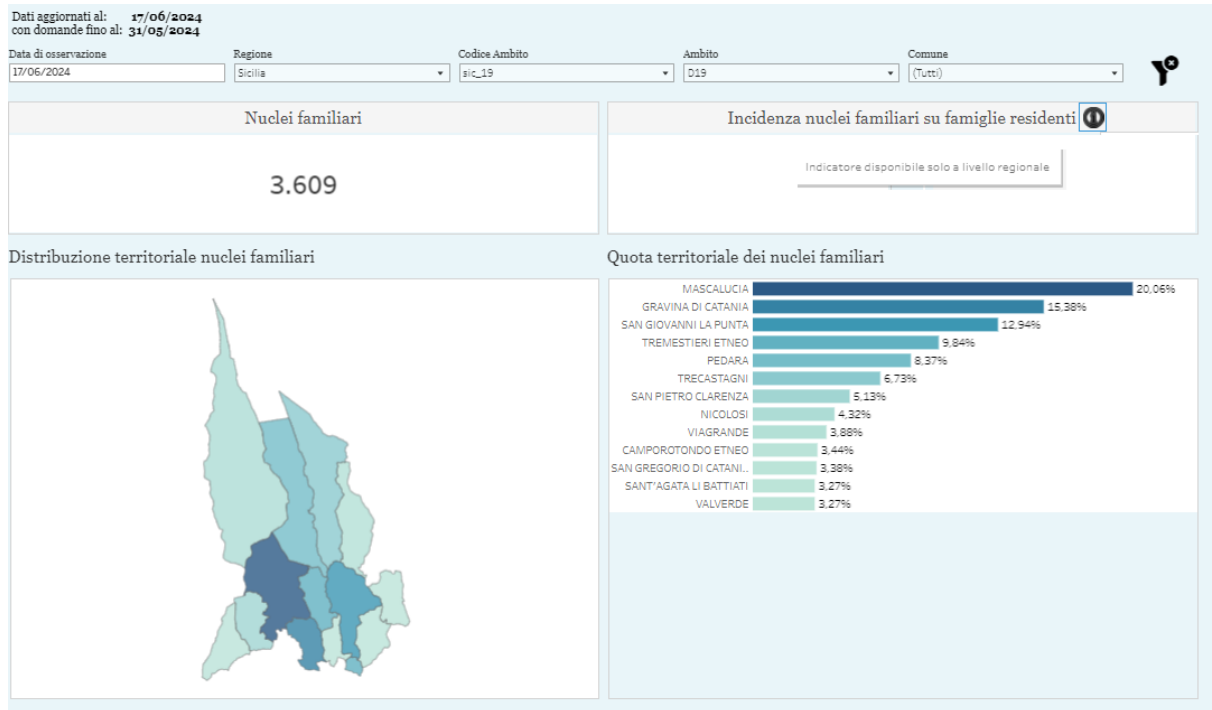 Dati aggiornati al: 17/06/2024
con domande fino al: 31/05/2024
Data di osservazione Regione Codice Ambito Ambito Comune
17/06/2024 Sicilia sic_19 D19 (Tutti)
Nuclei familiari
3.609
Incidenza nuclei familiari su famiglie residenti
Indicatore disponibile solo a livello regionale
Distribuzione territoriale nuclei familiari
Quota territoriale dei nuclei familiari
MASCALUCIA 20,06%
GRAVINA DI CATANIA 15,38%
SAN GIOVANNI LA PUNTA 12,94%
TREMESTIERI ETNEO 9,84%
PEDARA 8,37%
TRECASTAGNI 6,73%
SAN PIETRO CLARENZA 5,13%
NICOLOSI 4,32%
VIAGRANDE 3,88%
CAMPOROTONDO ETNEO 3,44%
SAN GREGORIO DI CATANI.. 3,38%
SANT'AGATA LI BATTIATI 3,27%
VALVERDE 3,27%